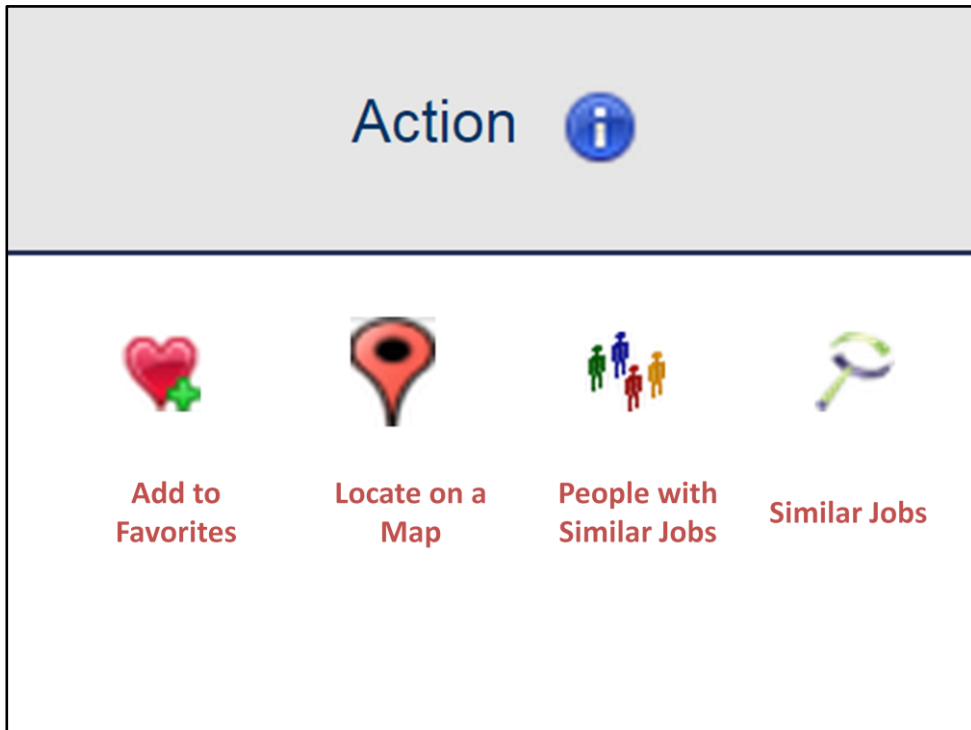 Action
Add to
Favorites
Locate on a
Map
People with
Similar Jobs
Similar Jobs